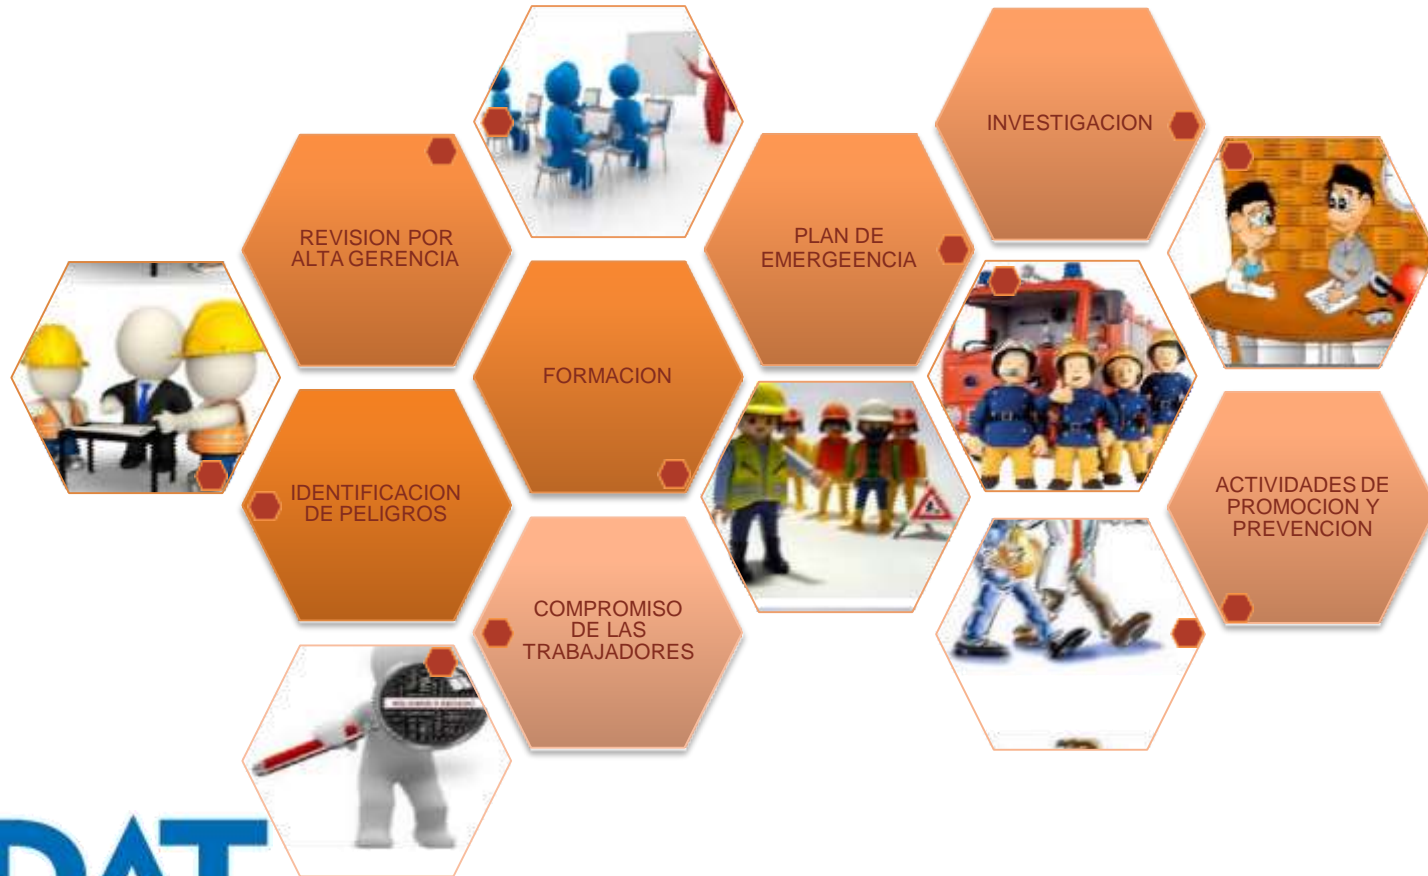 INVESTIGACION
REVISION POR
ALTA GERENCIA
PLAN DE
EMERGEENCIA
FORMACION
IDENTIFICACION
DE PELIGROS
ACTIVIDADES DE
PROMOCION Y
PREVENCION
COMPROMISO
DE LAS
TRABAJADORES